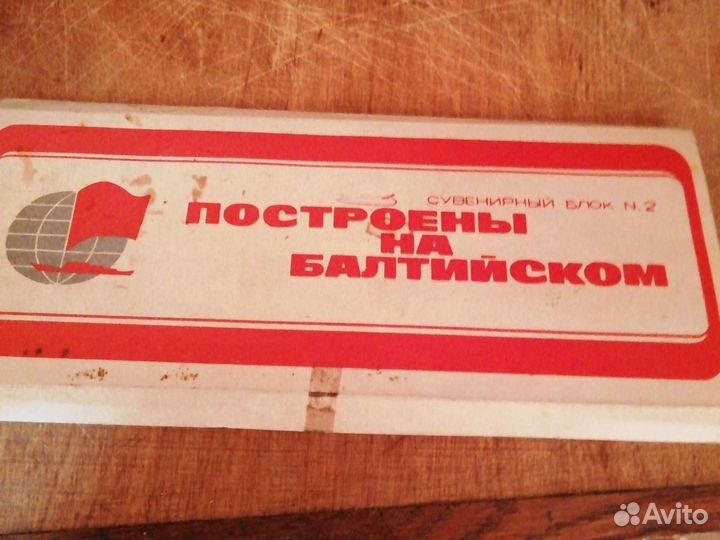 СУВЕНИРНЫЙ БЛОК N.2
ПОСТРОЕНЫ
НА
БАЛТИЙСКОМ
Avito